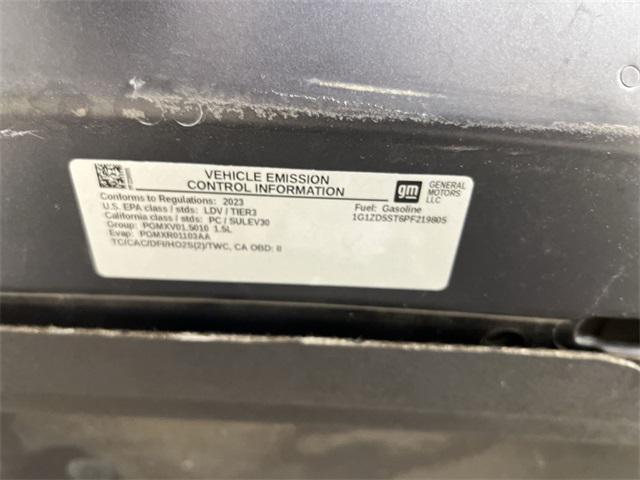 VEHICLE EMISSION
CONTROL INFORMATION
gm
GENERAL
MOTORS
LLC
Conforms to Regulations: 2023
U.S. EPA class / stds: LDV / TIER3
California class / stds: PC / SULEV30
Group: PGMXV01.5010 1.5L
Evap: PGMXR01103AA
TC/CAC/DFI/HO2S(2)/TWC, CA OBD: II
Fuel: Gasoline
1G1ZD5ST6PF219805